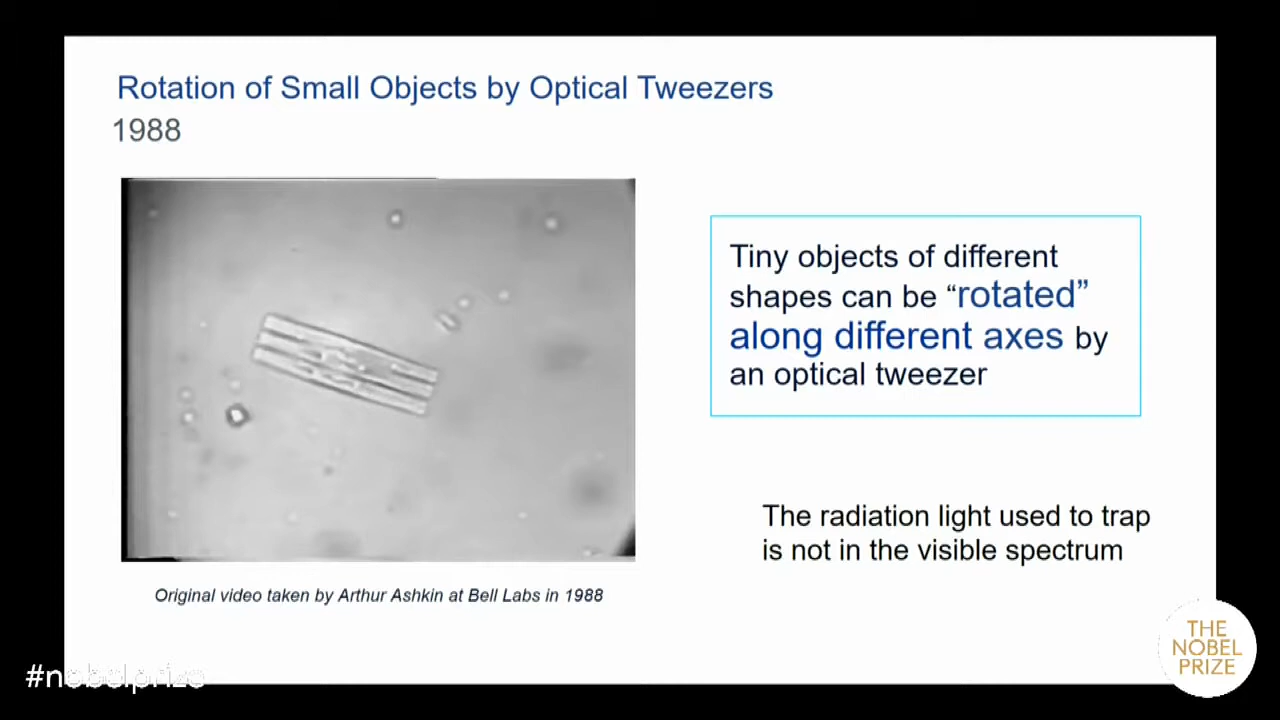 Rotation of Small Objects by Optical Tweezers
1988
Tiny objects of different
shapes can be “rotated”
along different axes by
an optical tweezer
The radiation light used to trap
is not in the visible spectrum
Original video taken by Arthur Ashkin at Bell Labs in 1988
THE
NOBEL
PRIZE
#nobelprize